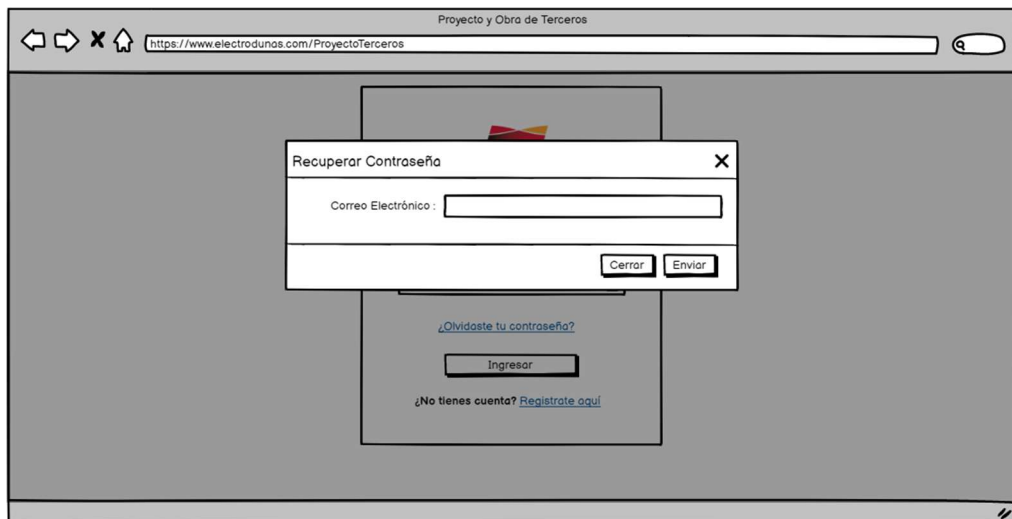 Proyecto y Obra de Terceros
https://www.electrodunas.com/ProyectoTerceros
Recuperar Contraseña
Correo Electrónico :
Cerrar Enviar
¿Olvidaste tu contraseña?
Ingresar
¿No tienes cuenta? Registrate aquí